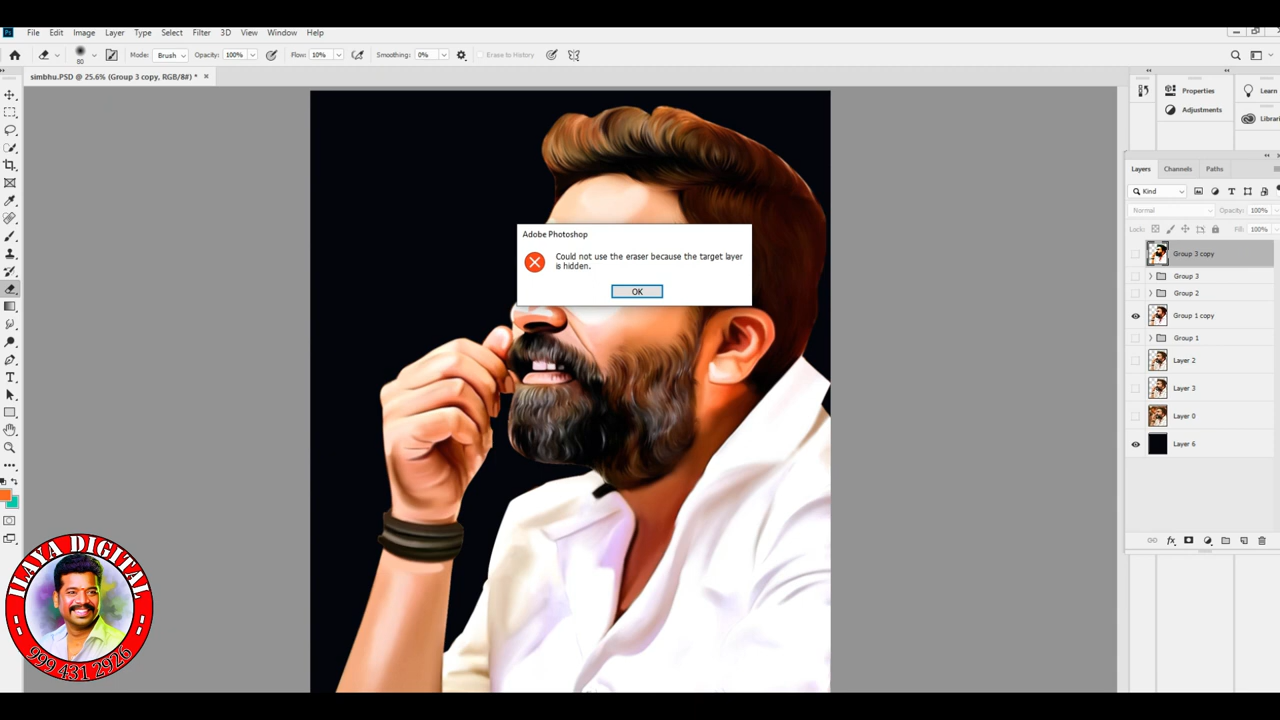 Ps File Edit Image Layer Type Select Filter 3D View Window Help
80 Mode: Brush Opacity: 100% Flow: 10% Smoothing: 0% Erase to History
simbhu.PSD @ 25.6% (Group 3 copy, RGB/8#) * ×
Properties Learn
Adjustments Librari
Layers Channels Paths
Kind
Normal Opacity: 100%
Lock: Fill: 100%
Group 3 copy
Group 3
Group 2
Group 1 copy
Group 1
Layer 2
Layer 3
Layer 0
Layer 6
fx
Adobe Photoshop
Could not use the eraser because the target layer
is hidden.
OK
ILAYA DIGITAL
999 431 2926